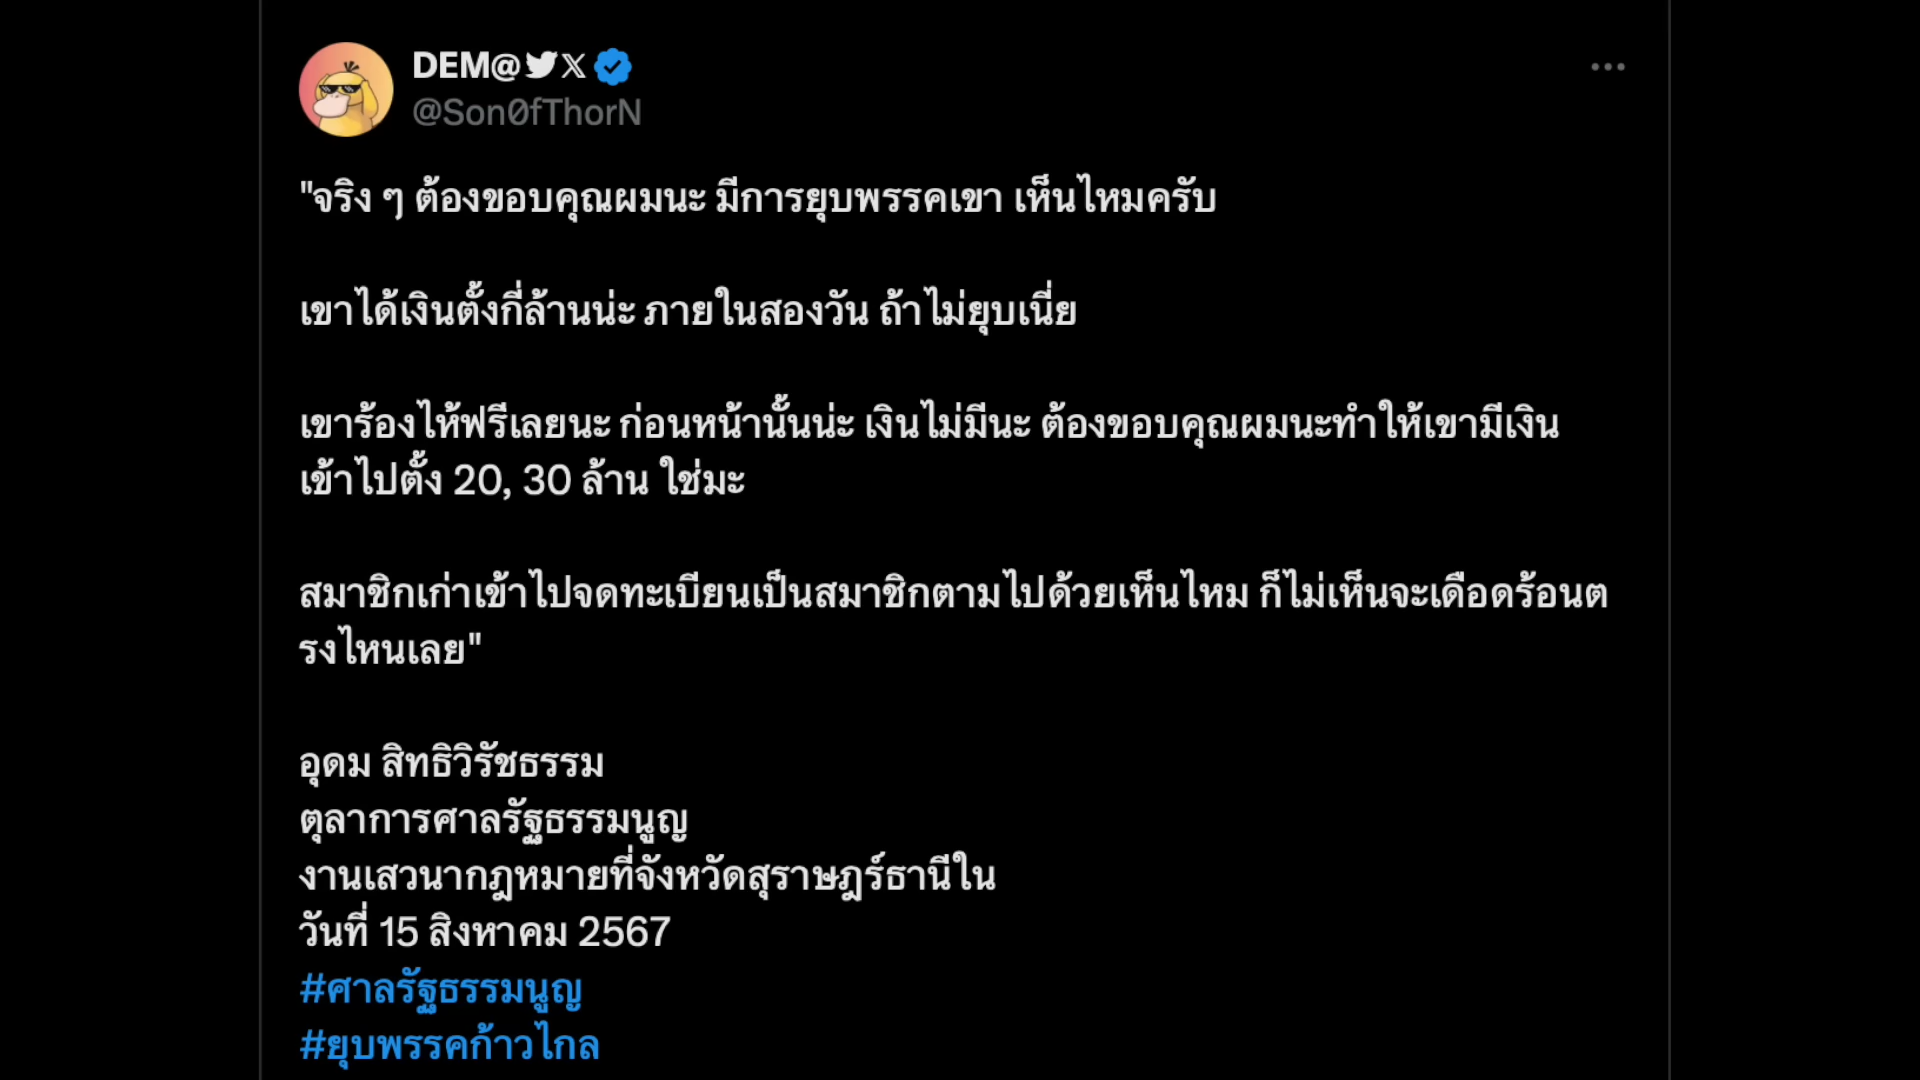 DEM@🐦X
@Son0fThorN
"จริง ๆ ต้องขอบคุณผมนะ มีการยุบพรรคเขา เห็นไหมครับ
เขาได้เงินตั้งกี่ล้านน่ะ ภายในสองวัน ถ้าไม่ยุบเนี่ย
เขาร้องไห้ฟรีเลยนะ ก่อนหน้านั้นน่ะ เงินไม่มีนะ ต้องขอบคุณผมนะทำให้เขามีเงิน
เข้าไปตั้ง 20, 30 ล้าน ใช่มะ
สมาชิกเก่าเข้าไปจดทะเบียนเป็นสมาชิกตามไปด้วยเห็นไหม ก็ไม่เห็นจะเดือดร้อนต
รงไหนเลย"
อุดม สิทธิวิรัชธรรม
ตุลาการศาลรัฐธรรมนูญ
งานเสวนากฎหมายที่จังหวัดสุราษฎร์ธานีใน
วันที่ 15 สิงหาคม 2567
#ศาลรัฐธรรมนูญ
#ยุบพรรคก้าวไกล